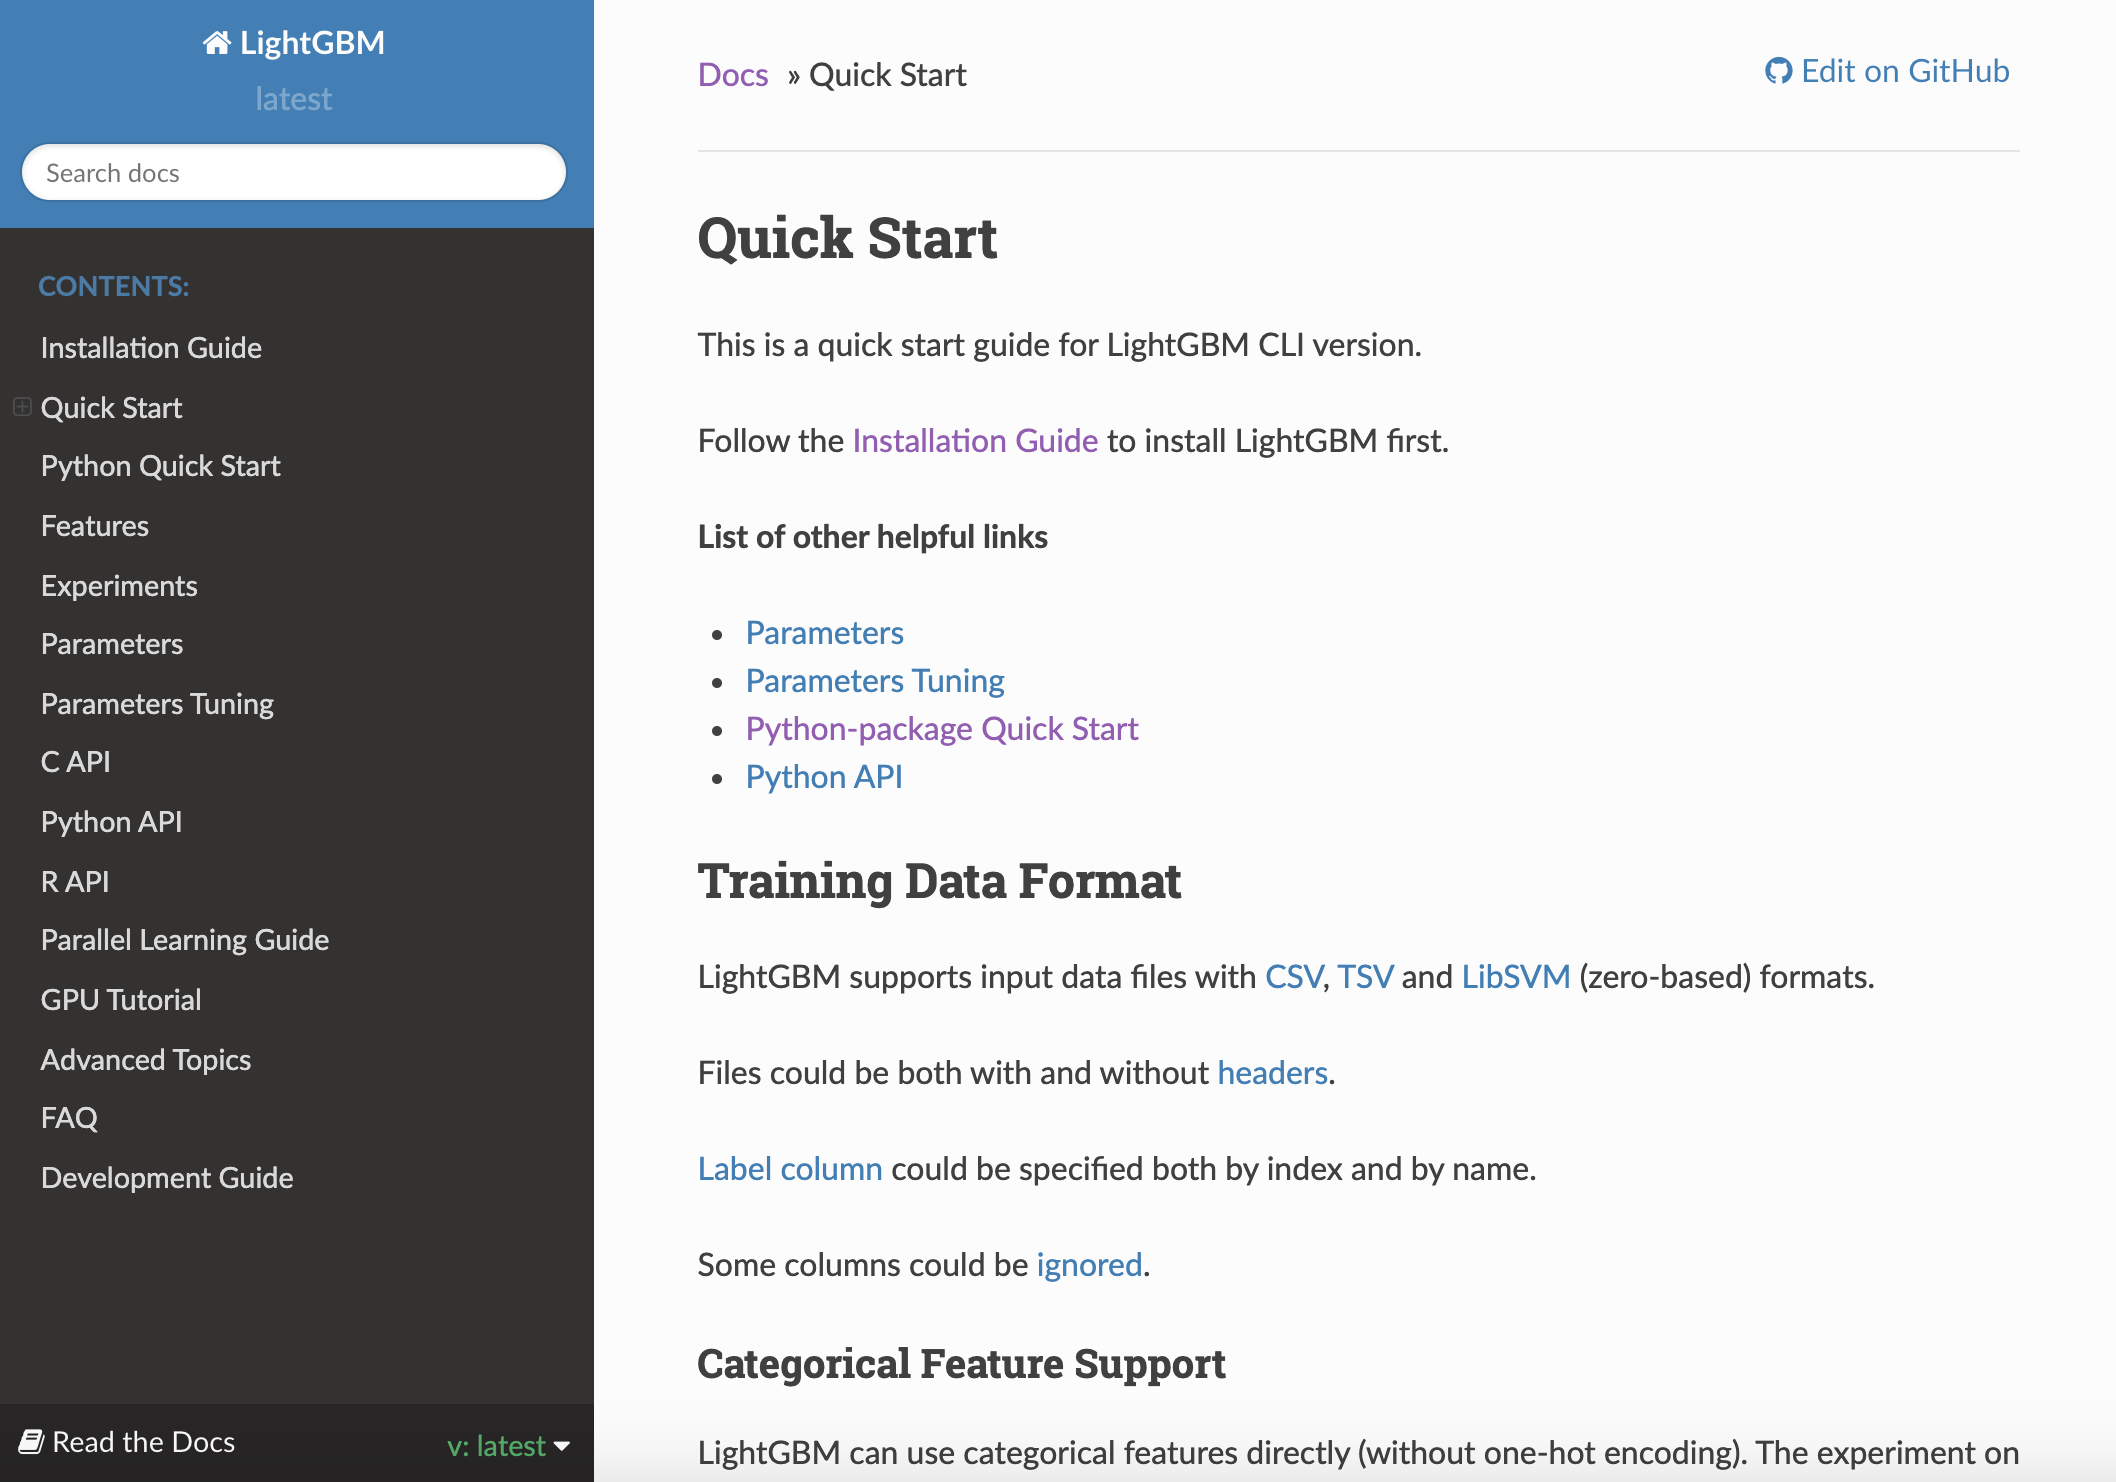 LightGBM
latest
Search docs
CONTENTS:
Installation Guide
Quick Start
Python Quick Start
Features
Experiments
Parameters
Parameters Tuning
C API
Python API
R API
Parallel Learning Guide
GPU Tutorial
Advanced Topics
FAQ
Development Guide
Read the Docs
v: latest
Docs » Quick Start
Edit on GitHub
Quick Start
This is a quick start guide for LightGBM CLI version.
Follow the Installation Guide to install LightGBM first.
List of other helpful links
Parameters
Parameters Tuning
Python-package Quick Start
Python API
Training Data Format
LightGBM supports input data files with CSV, TSV and LibSVM (zero-based) formats.
Files could be both with and without headers.
Label column could be specified both by index and by name.
Some columns could be ignored.
Categorical Feature Support
LightGBM can use categorical features directly (without one-hot encoding). The experiment on